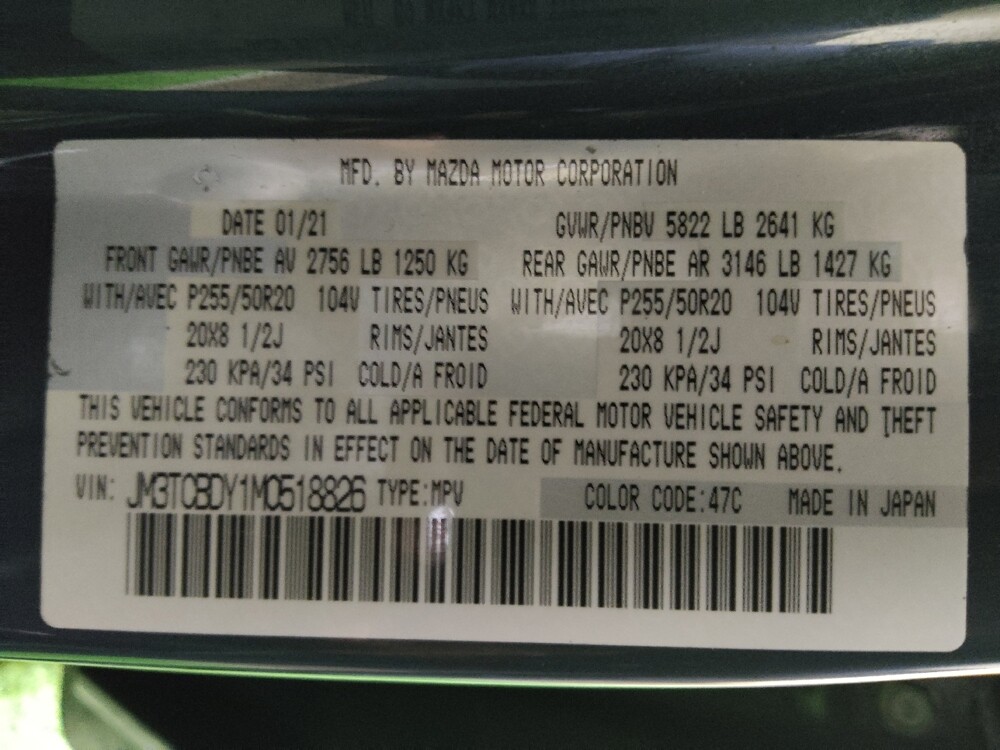 MFD. BY MAZDA MOTOR CORPORATION
DATE 01/21 GVWR/PNBV 5822 LB 2641 KG
FRONT GAWR/PNBE AV 2756 LB 1250 KG REAR GAWR/PNBE AR 3146 LB 1427 KG
WITH/AVEC P255/50R20 104V TIRES/PNEUS WITH/AVEC P255/50R20 104V TIRES/PNEUS
20X8 1/2J RIMS/JANTES 20X8 1/2J RIMS/JANTES
230 KPA/34 PSI COLD/A FROID 230 KPA/34 PSI COLD/A FROID
THIS VEHICLE CONFORMS TO ALL APPLICABLE FEDERAL MOTOR VEHICLE SAFETY AND THEFT
PREVENTION STANDARDS IN EFFECT ON THE DATE OF MANUFACTURE SHOWN ABOVE.
VIN: JM3TCBDY1M0518826 TYPE:MPV COLOR CODE:47C MADE IN JAPAN